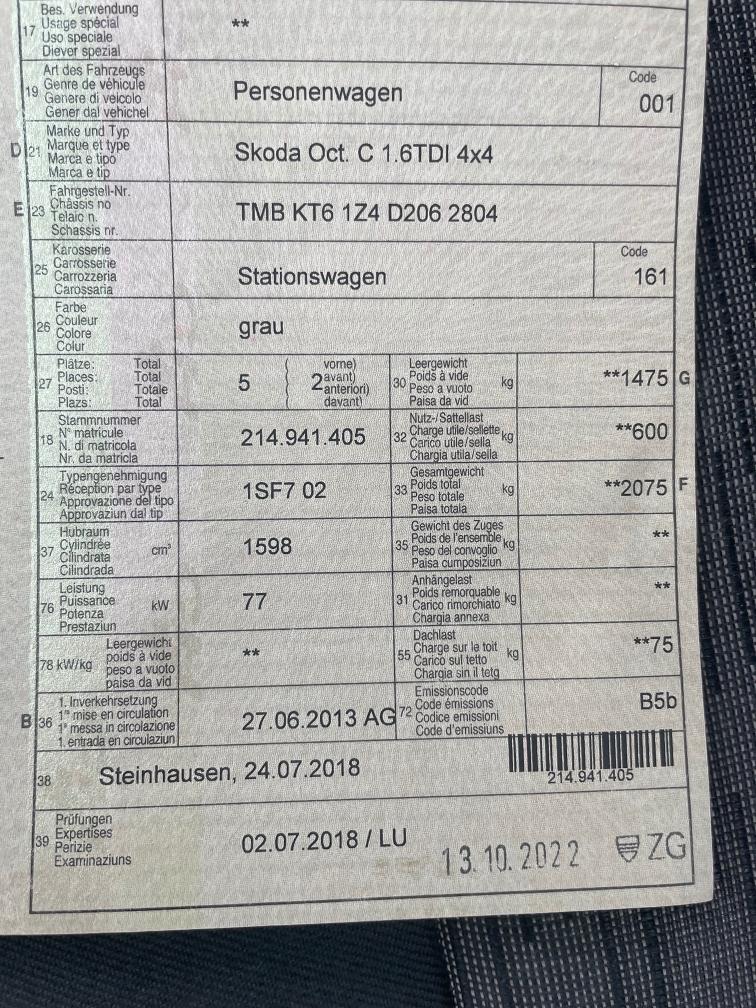 17 Bes. Verwendung
Usage spécial
Uso speciale
Diever spezial
**
19 Art des Fahrzeugs
Genre de véhicule
Genere di veicolo
Gener dal vehichel
Personenwagen
Code
001
D 21 Marke und Typ
Marque et type
Marca e tipo
Marca e tip
Skoda Oct. C 1.6TDI 4x4
E 23 Fahrgestell-Nr.
Châssis no
Telaio n.
Schassis nr.
TMB KT6 1Z4 D206 2804
25 Karosserie
Carrosserie
Carrozzeria
Carossaria
Stationswagen
Code
161
26 Farbe
Couleur
Colore
Colur
grau
27 Plätze: Total
Places: Total
Posti: Totale
Plazs: Total
5
2
vorne)
avant)
anteriori)
davant)
30 Leergewicht
Poids à vide
Peso a vuoto
Paisa da vid
kg
**1475 G
18 Stammnummer
N° matricule
N. di matricola
Nr. da matricla
214.941.405
32 Nutz-/Sattellast
Charge utile/sellette
Carico utile/sella
Chargia utila/sella
kg
**600
24 Typengenehmigung
Réception par type
Approvazione del tipo
Approvaziun dal tip
1SF7 02
33 Gesamtgewicht
Poids total
Peso totale
Paisa totala
kg
**2075 F
37 Hubraum
Cylindrée
Cilindrata
Cilindrada
cm³
1598
35 Gewicht des Zuges
Poids de l'ensemble
Peso del convoglio
Paisa cumposiziun
kg
**
76 Leistung
Puissance
Potenza
Prestaziun
kW
77
31 Anhängelast
Poids remorquable
Carico rimorchiato
Chargia annexa
kg
**
78 kW/kg
Leergewicht
poids à vide
peso a vuoto
paisa da vid
**
55 Dachlast
Charge sur le toit
Carico sul tetto
Chargia sin il tetg
kg
**75
B 36 1. Inverkehrsetzung
1re mise en circulation
1a messa in circolazione
1. entrada en circulaziun
27.06.2013 AG
72 Emissionscode
Code émissions
Codice emissioni
Code d'emissiuns
B5b
38 Steinhausen, 24.07.2018
214.941.405
39 Prüfungen
Expertises
Perizie
Examinaziuns
02.07.2018 / LU
13.10.2022
ZG